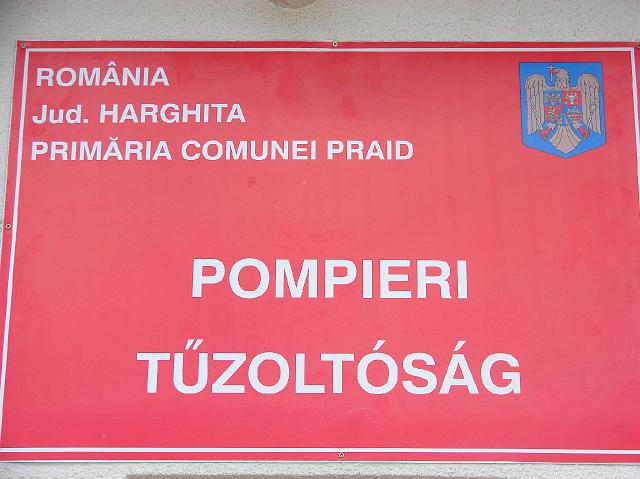 ROMÂNIA
Jud. HARGHITA
PRIMĂRIA COMUNEI PRAID
POMPIERI
TŰZOLTÓSÁG